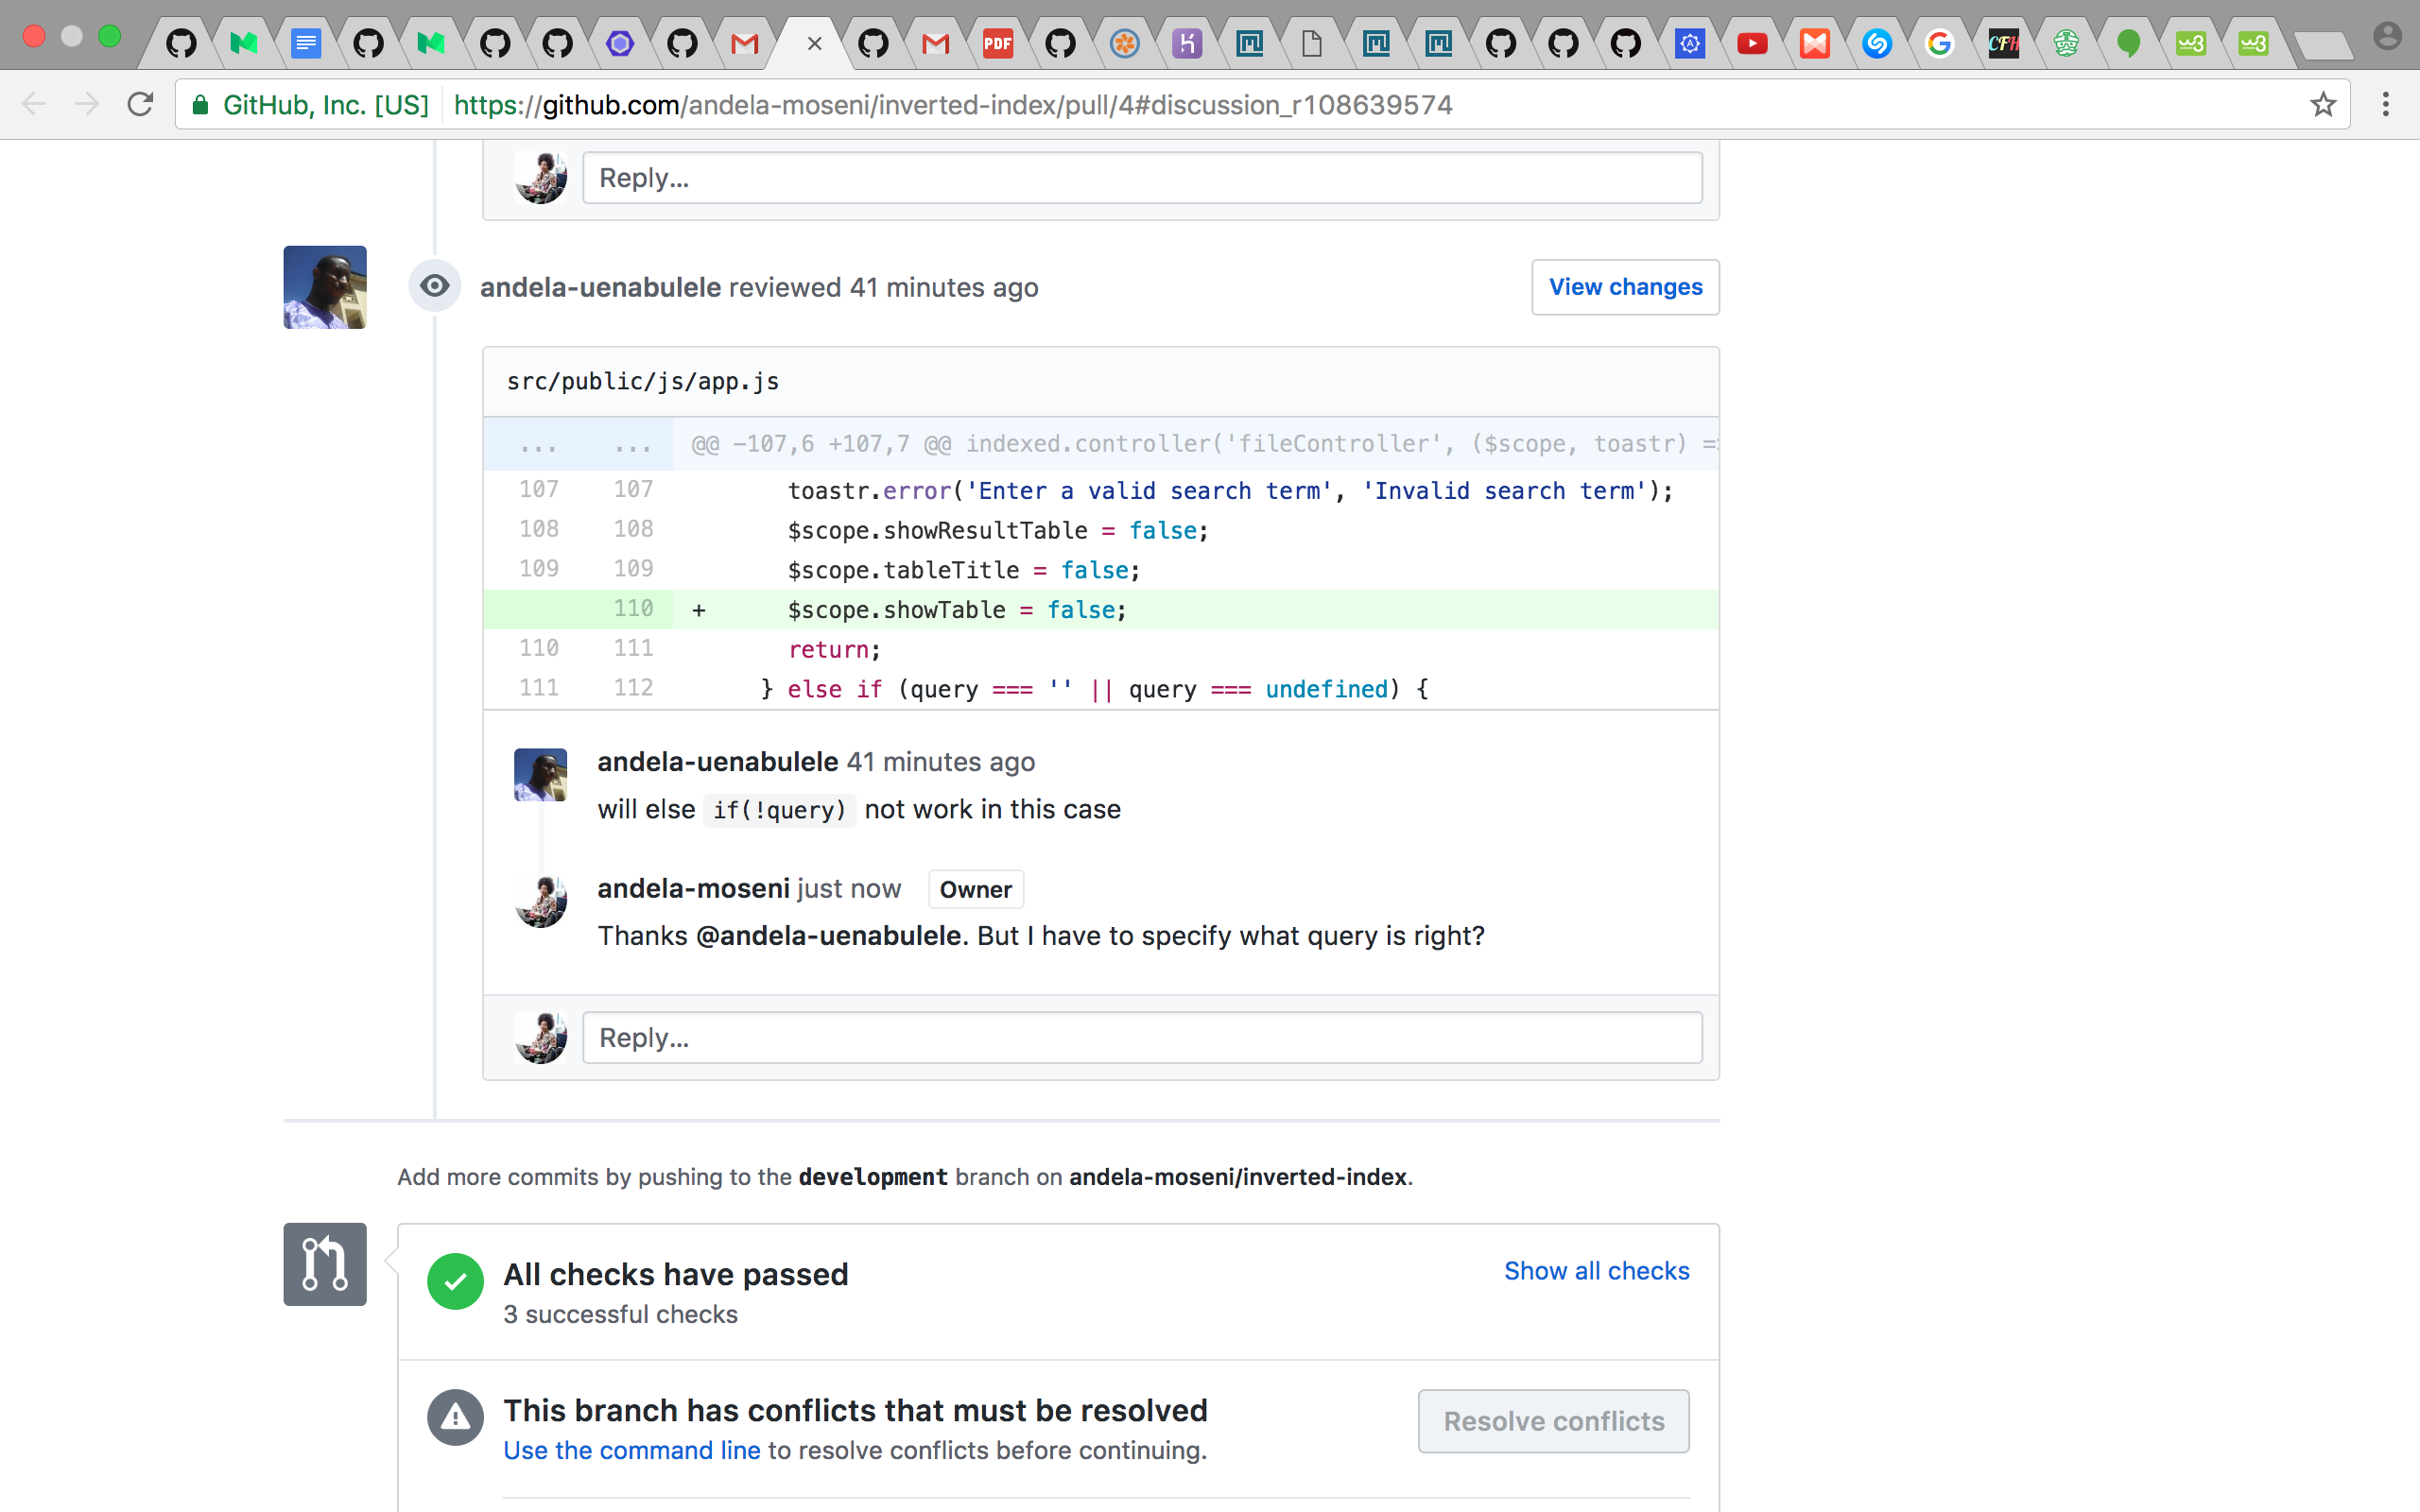 PDF
CFH
w3
w3
GitHub, Inc. [US] https://github.com/andela-moseni/inverted-index/pull/4#discussion_r108639574
Reply...
andela-uenabulele reviewed 41 minutes ago
View changes
src/public/js/app.js
... ... @@ -107,6 +107,7 @@ indexed.controller('fileController', ($scope, toastr) =
107 107 toastr.error('Enter a valid search term', 'Invalid search term');
108 108 $scope.showResultTable = false;
109 109 $scope.tableTitle = false;
110 + $scope.showTable = false;
110 111 return;
111 112 } else if (query === '' || query === undefined) {
andela-uenabulele 41 minutes ago
will else if(!query) not work in this case
andela-moseni just now Owner
Thanks @andela-uenabulele. But I have to specify what query is right?
Reply...
Add more commits by pushing to the development branch on andela-moseni/inverted-index.
All checks have passed
Show all checks
3 successful checks
This branch has conflicts that must be resolved
Resolve conflicts
Use the command line to resolve conflicts before continuing.